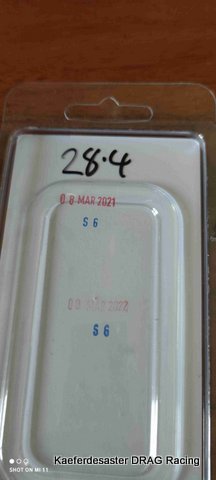 28.4
08 MAR 2021
S 6
08 MAR 2022
S 6
SHOT ON MI 11
Kaeferdesaster DRAG Racing